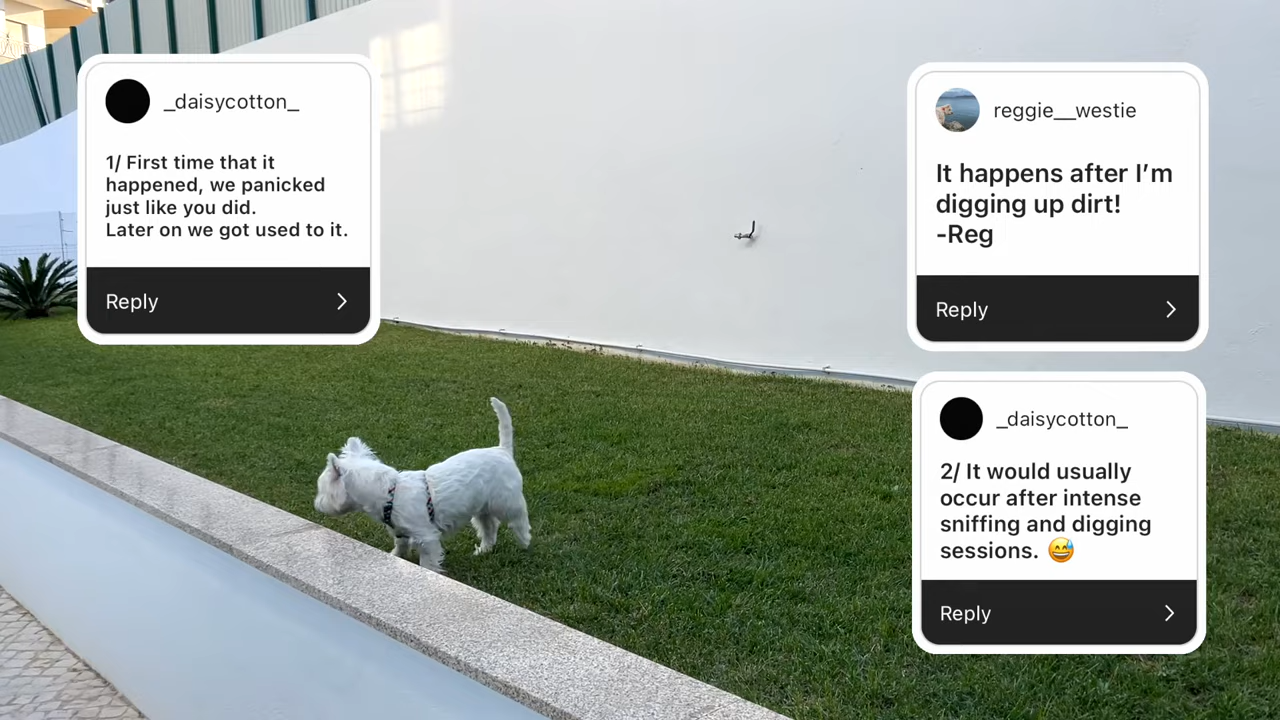 _daisycotton_
1/ First time that it
happened, we panicked
just like you did.
Later on we got used to it.
Reply
reggie__westie
It happens after I’m
digging up dirt!
-Reg
Reply
_daisycotton_
2/ It would usually
occur after intense
sniffing and digging
sessions. 😅
Reply